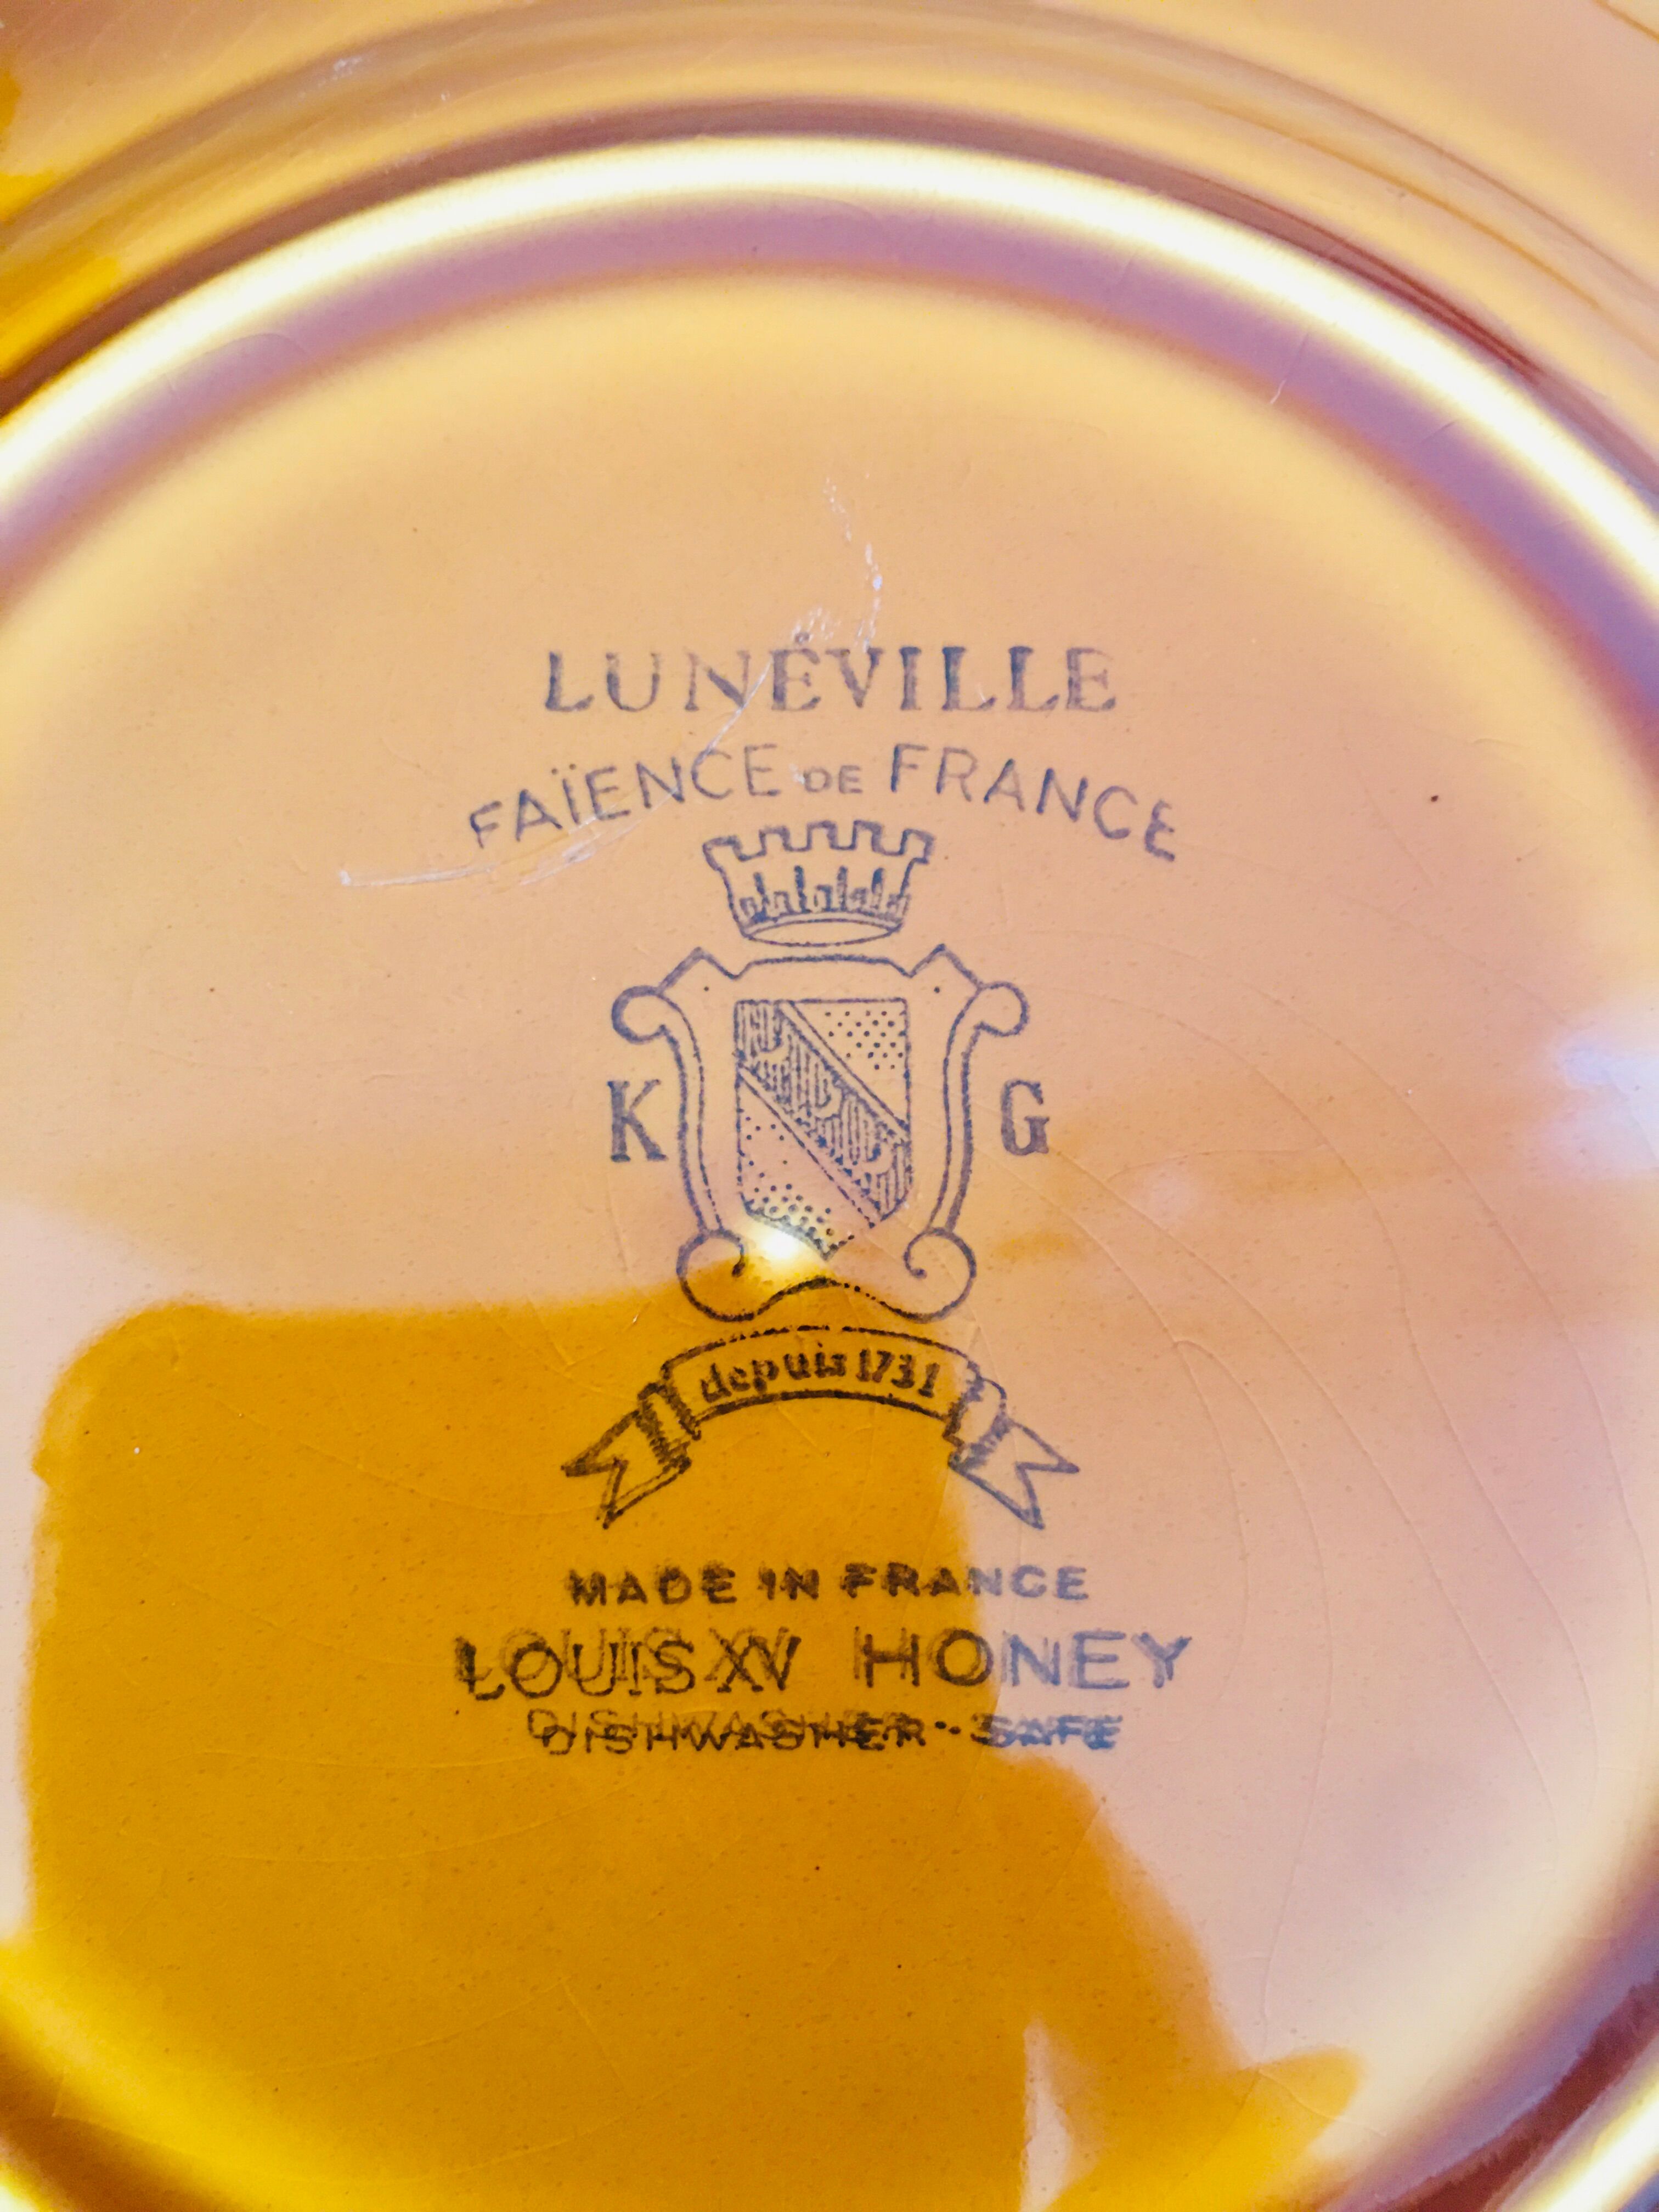 LUNÉVILLE
FAÏENCE DE FRANCE
K G
depuis 1731
MADE IN FRANCE
LOUIS XV HONEY
DISHWASHER - SAFE